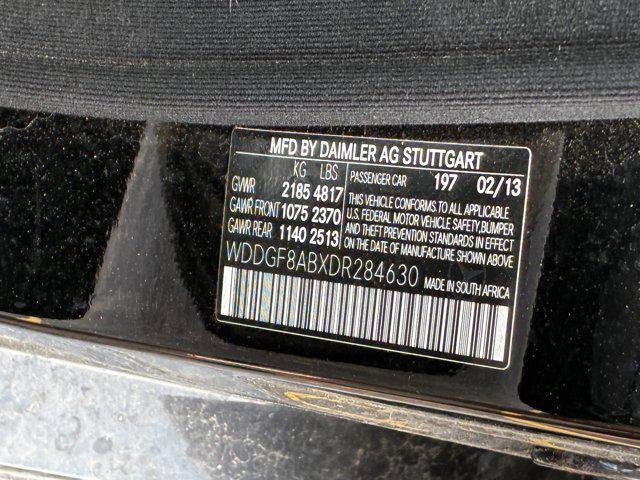 MFD BY DAIMLER AG STUTTGART
KG LBS
GVWR 2185 4817
GAWR FRONT 1075 2370
GAWR REAR 1140 2513
PASSENGER CAR 197 02/13
THIS VEHICLE CONFORMS TO ALL APPLICABLE
U.S. FEDERAL MOTOR VEHICLE SAFETY,BUMPER
AND THEFT PREVENTION STANDARDS IN EFFECT
ON THE DATE OF MANUFACTURE SHOWN ABOVE
WDDGF8ABXDR284630
MADE IN SOUTH AFRICA